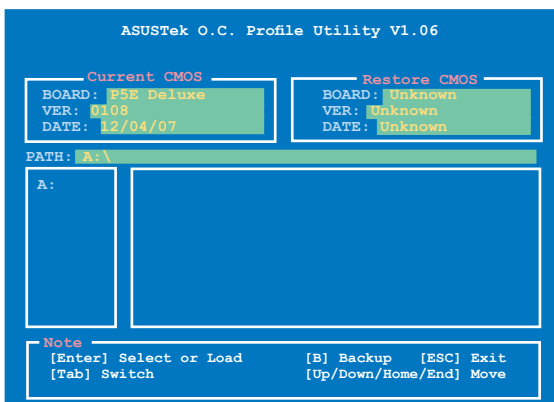 ASUSTek O.C. Profile Utility V1.06
Current CMOS
BOARD: P5E Deluxe
VER: 0108
DATE: 12/04/07
Restore CMOS
BOARD: Unknown
VER: Unknown
DATE: Unknown
PATH: A:\
A:
Note
[Enter] Select or Load [B] Backup [ESC] Exit
[Tab] Switch [Up/Down/Home/End] Move